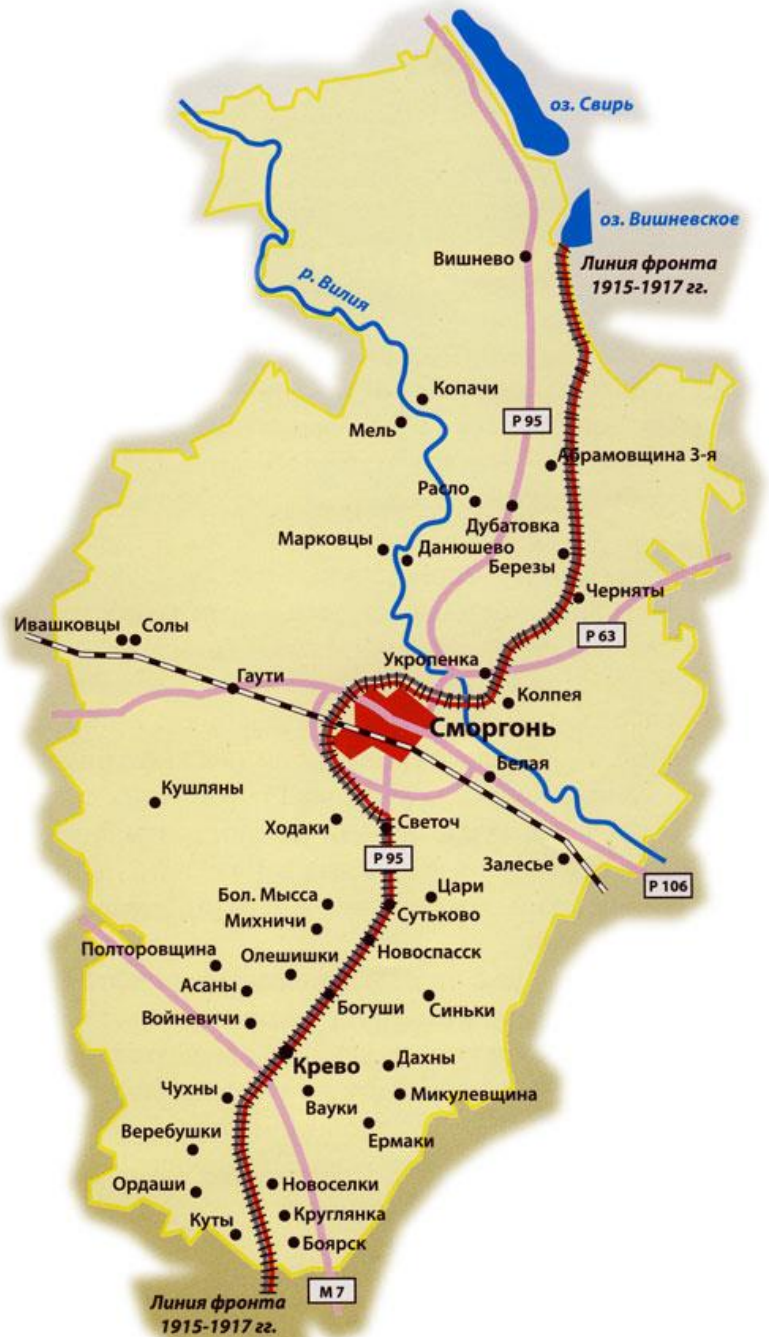 оз. Свирь
оз. Вишневское
Вишнево
Линия фронта
1915-1917 гг.
р. Вилия
Копачи
Мель
Р 95
Абрамовщина 3-я
Расло
Дубатовка
Марковцы
Данюшево
Березы
Черняты
Ивашковцы
Солы
Р 63
Укропенка
Гаути
Колпея
Сморгонь
Белая
Кушляны
Ходаки
Светоч
Р 95
Залесье
Р 106
Цари
Бол. Мысса
Сутьково
Михничи
Полторовщина
Олешишки
Новоспасск
Асаны
Богуши
Синьки
Войневичи
Крево
Дахны
Чухны
Вауки
Микулевщина
Ермаки
Веребушки
Ордаши
Новоселки
Куты
Круглянка
Боярск
М 7
Линия фронта
1915-1917 гг.